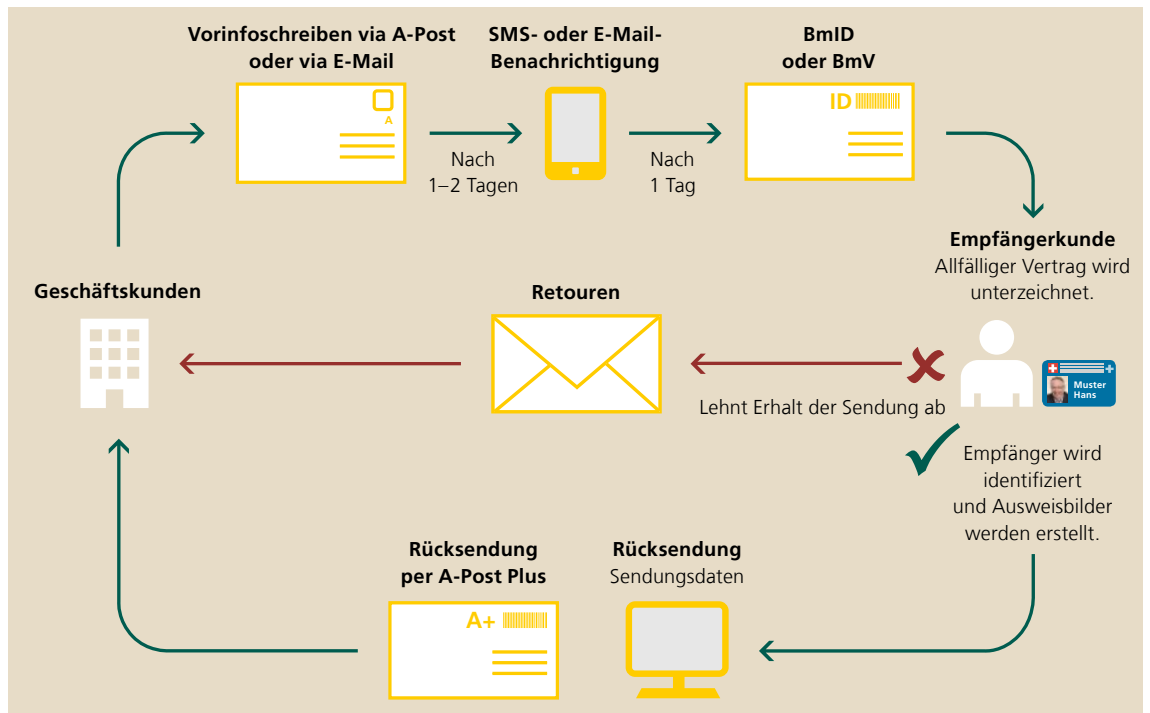 Vorinfoschreiben via A-Post
oder via E-Mail
A
Nach
1–2 Tagen
SMS- oder E-Mail-
Benachrichtigung
Nach
1 Tag
BmID
oder BmV
ID
Empfängerkunde
Allfälliger Vertrag wird
unterzeichnet.
Muster
Hans
Geschäftskunden
Retouren
Lehnt Erhalt der Sendung ab
Empfänger wird
identifiziert
und Ausweisbilder
werden erstellt.
Rücksendung
per A-Post Plus
A+
Rücksendung
Sendungsdaten